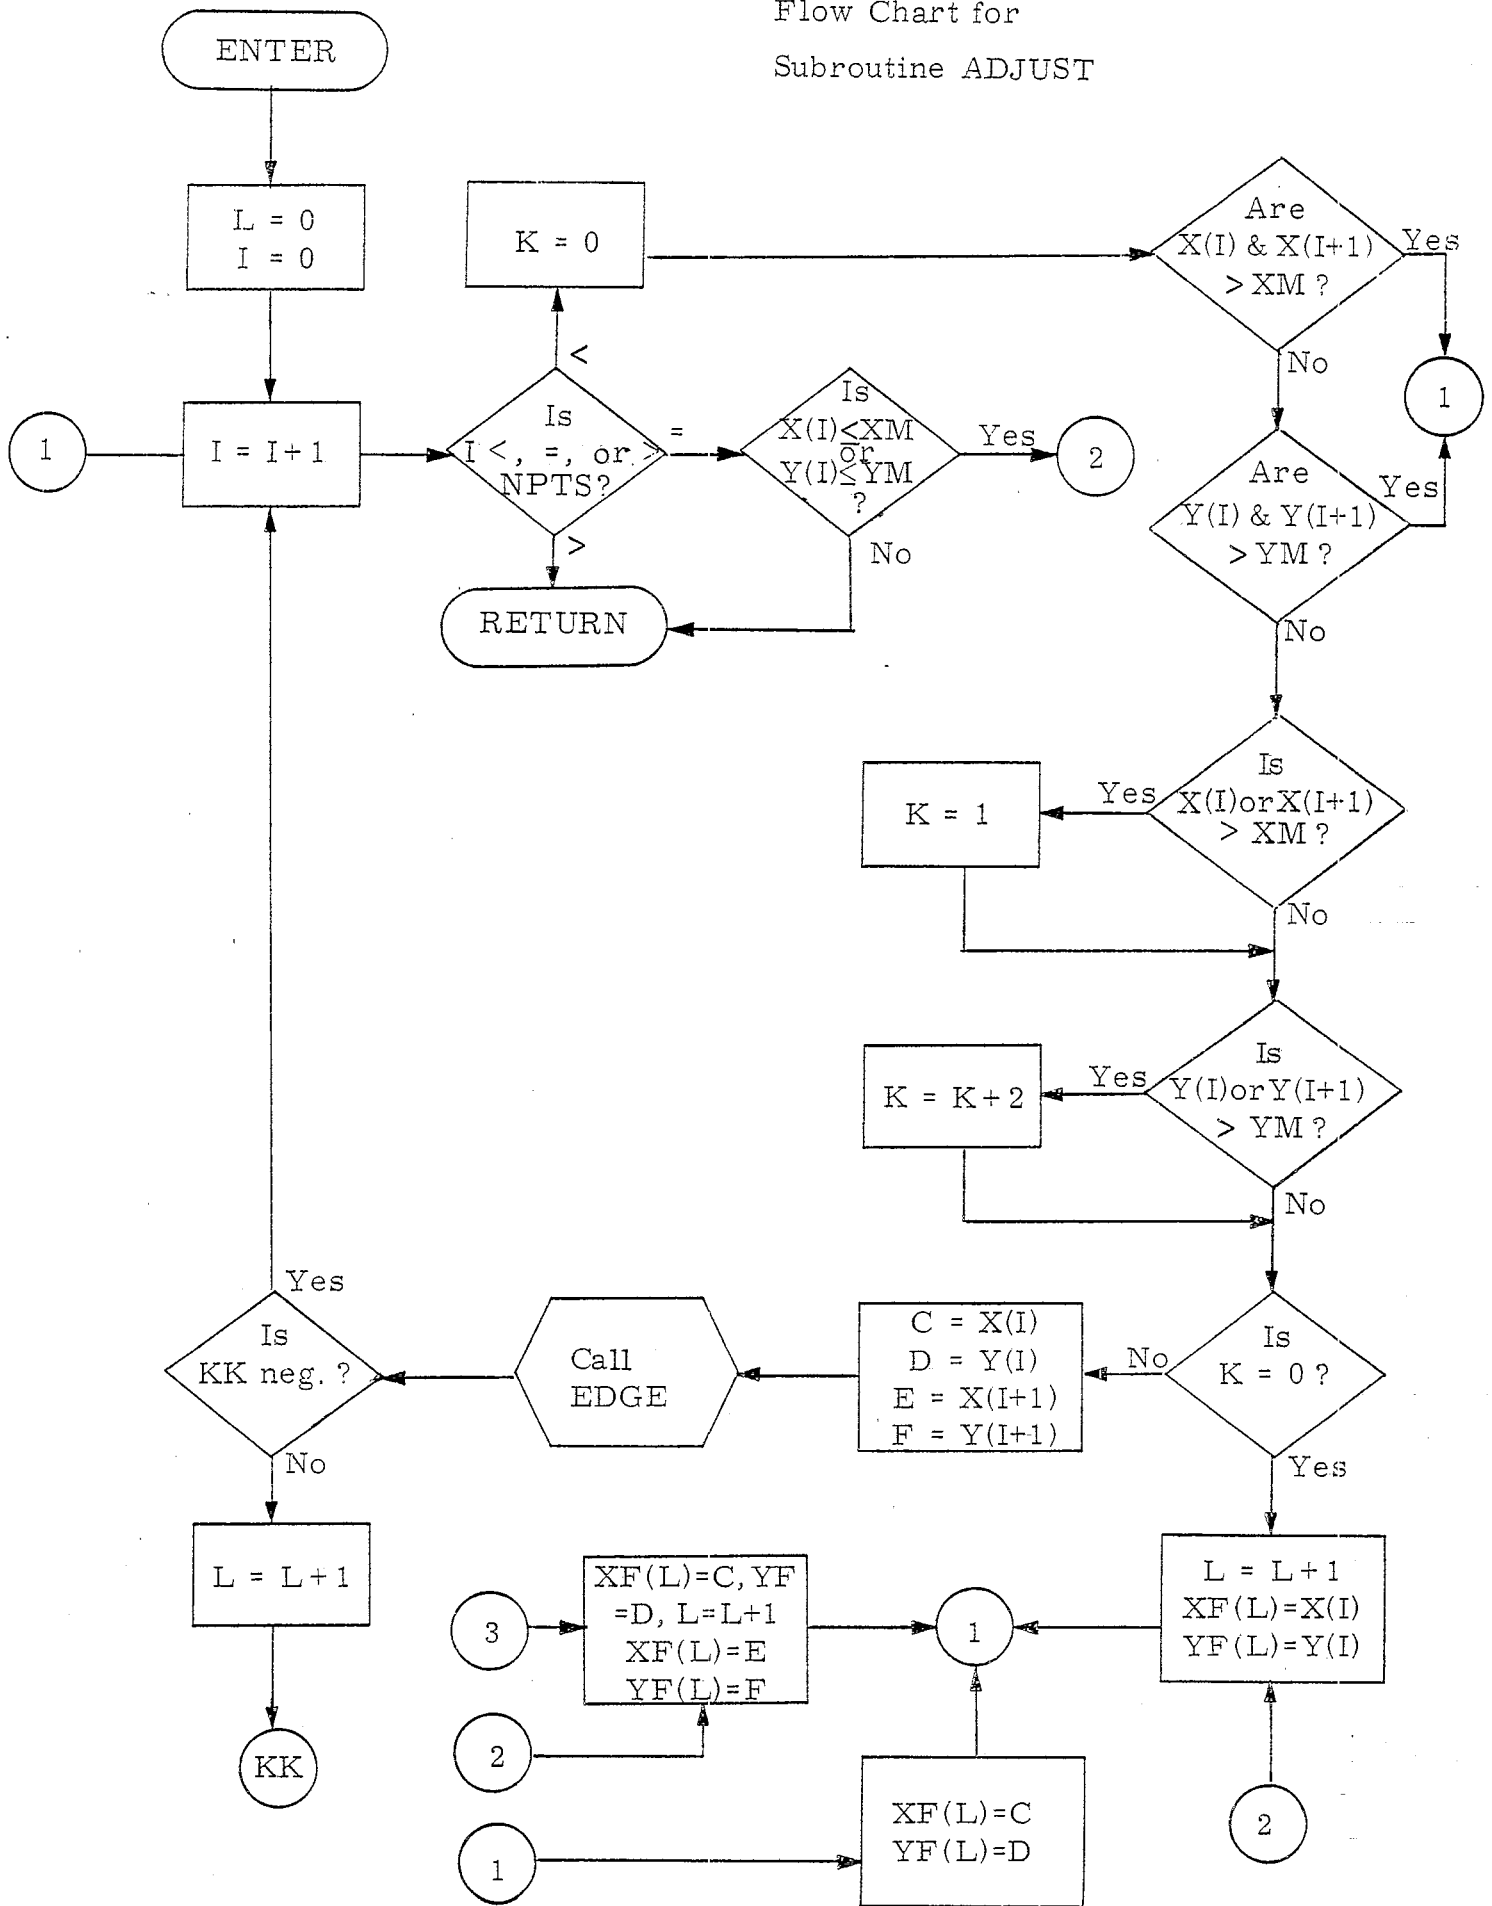 Flow Chart for
Subroutine ADJUST
ENTER
L = 0
I = 0
K = 0
Are
X(I) & X(I+1)
> XM ?
Yes
No
1
1
I = I+1
<
Is
I <, =, or >
NPTS?
=
>
Is
X(I)≤XM
or
Y(I)≤YM
?
Yes
2
No
RETURN
Are
Y(I) & Y(I+1)
> YM ?
Yes
No
Is
X(I)orX(I+1)
> XM ?
Yes
K = 1
No
Is
Y(I)orY(I+1)
> YM ?
Yes
K = K+2
No
Is
K = 0 ?
No
Yes
C = X(I)
D = Y(I)
E = X(I+1)
F = Y(I+1)
Call
EDGE
Yes
Is
KK neg. ?
No
L = L+1
KK
3
XF(L)=C, YF
=D, L=L+1
XF(L)=E
YF(L)=F
1
L = L+1
XF(L)=X(I)
YF(L)=Y(I)
2
1
XF(L)=C
YF(L)=D
2